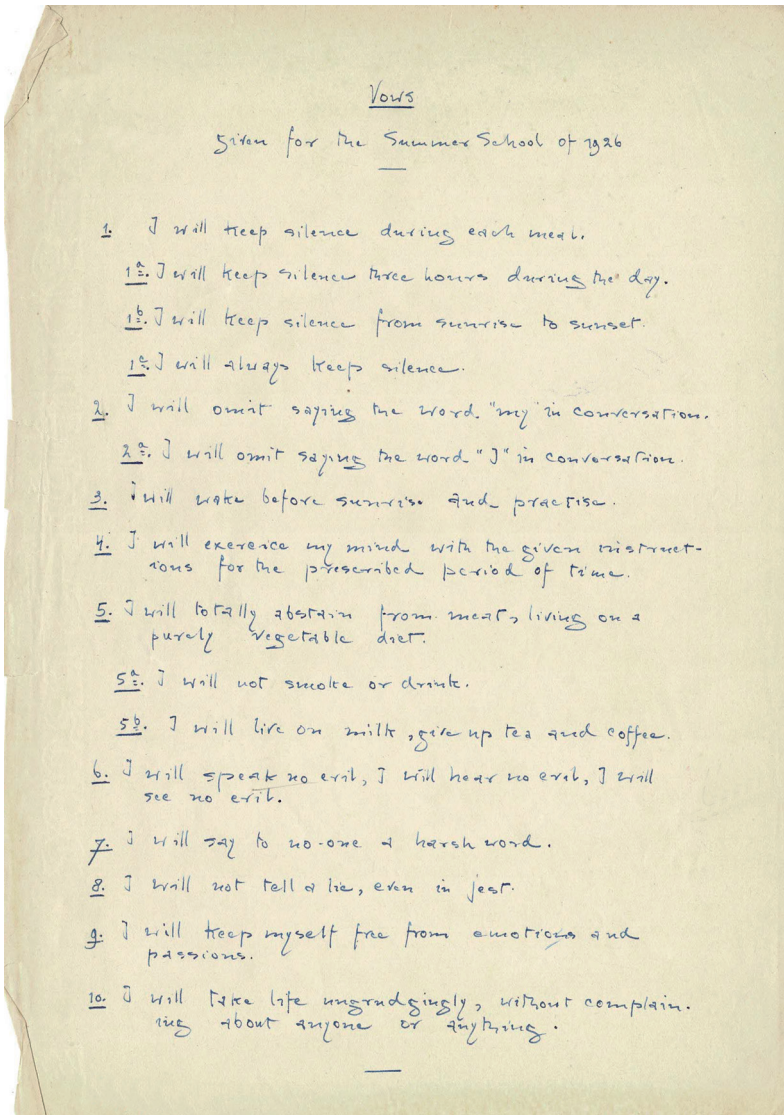 Vows
given for the Summer School of 1926
1. I will keep silence during each meal.
1a. I will keep silence three hours during the day.
1b. I will keep silence from sunrise to sunset.
1c. I will always keep silence.
2. I will omit saying the word "my" in conversation.
2a. I will omit saying the word "I" in conversation.
3. I will wake before sunrise and practise.
4. I will exercice my mind with the given instruct-
ions for the prescribed period of time.
5. I will totally abstain from meat, living on a
purely vegetable diet.
5a. I will not smoke or drink.
5b. I will live on milk, give up tea and coffee.
6. I will speak no evil, I will hear no evil, I will
see no evil.
7. I will say to no-one a harsh word.
8. I will not tell a lie, even in jest.
9. I will keep myself free from emotions and
passions.
10. I will take life ungrudgingly, without complain-
ing about anyone or anything.